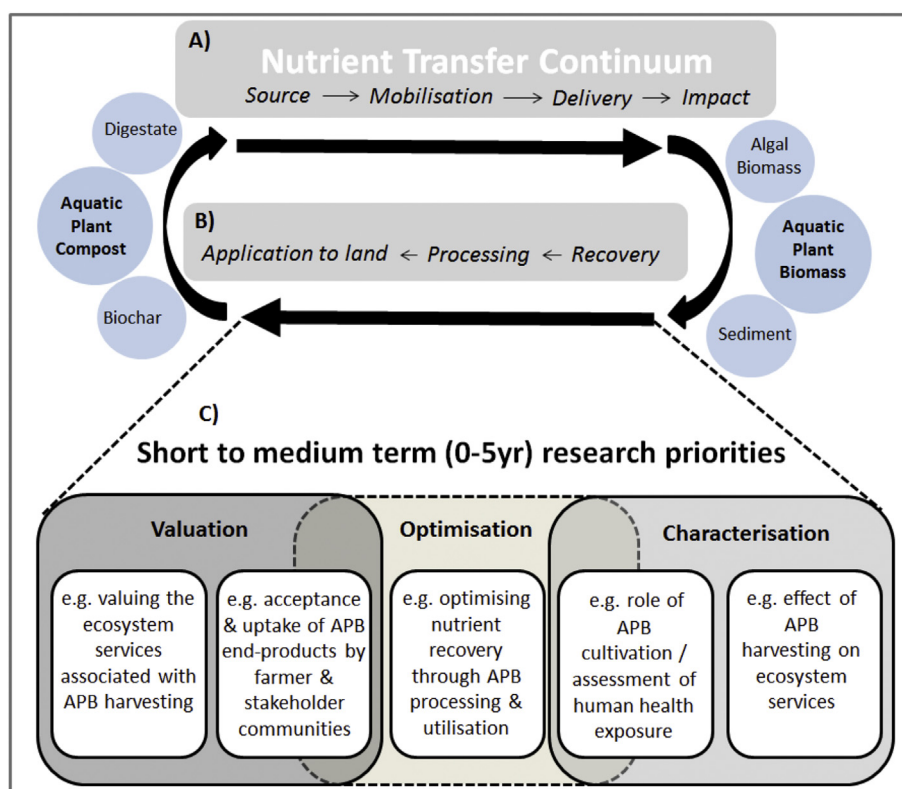 A)
Nutrient Transfer Continuum
Source → Mobilisation → Delivery → Impact
Digestate
Aquatic
Plant
Compost
Biochar
Algal
Biomass
Aquatic
Plant
Biomass
Sediment
B)
Application to land ← Processing ← Recovery
C)
Short to medium term (0-5yr) research priorities
Valuation
Optimisation
Characterisation
e.g. valuing the
ecosystem
services
associated with
APB harvesting
e.g. acceptance
& uptake of APB
end-products by
farmer &
stakeholder
communities
e.g. optimising
nutrient
recovery
through APB
processing &
utilisation
e.g. role of
APB
cultivation /
assessment of
human health
exposure
e.g. effect of
APB
harvesting on
ecosystem
services